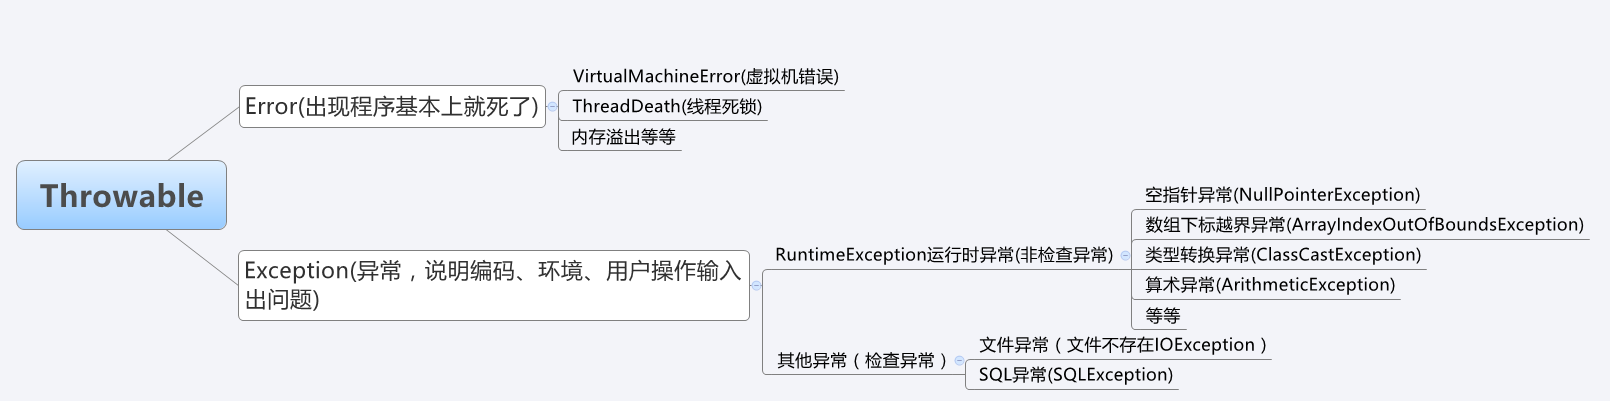 Throwable
Error(出现程序基本上就死了)
VirtualMachineError(虚拟机错误)
ThreadDeath(线程死锁)
内存溢出等等
Exception(异常，说明编码、环境、用户操作输入
出问题)
RuntimeException运行时异常(非检查异常)
空指针异常(NullPointerException)
数组下标越界异常(ArrayIndexOutOfBoundsException)
类型转换异常(ClassCastException)
算术异常(ArithmeticException)
等等
其他异常（检查异常）
文件异常（文件不存在IOException）
SQL异常(SQLException)